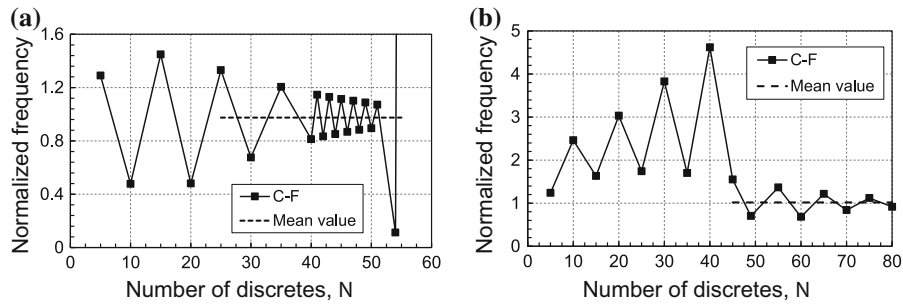 (a)
Normalized frequency
1.6
1.2
0.8
0.4
0
0 10 20 30 40 50 60
C-F
Mean value
Number of discretes, N
(b)
Normalized frequency
5
4
3
2
1
0
0 10 20 30 40 50 60 70 80
C-F
Mean value
Number of discretes, N